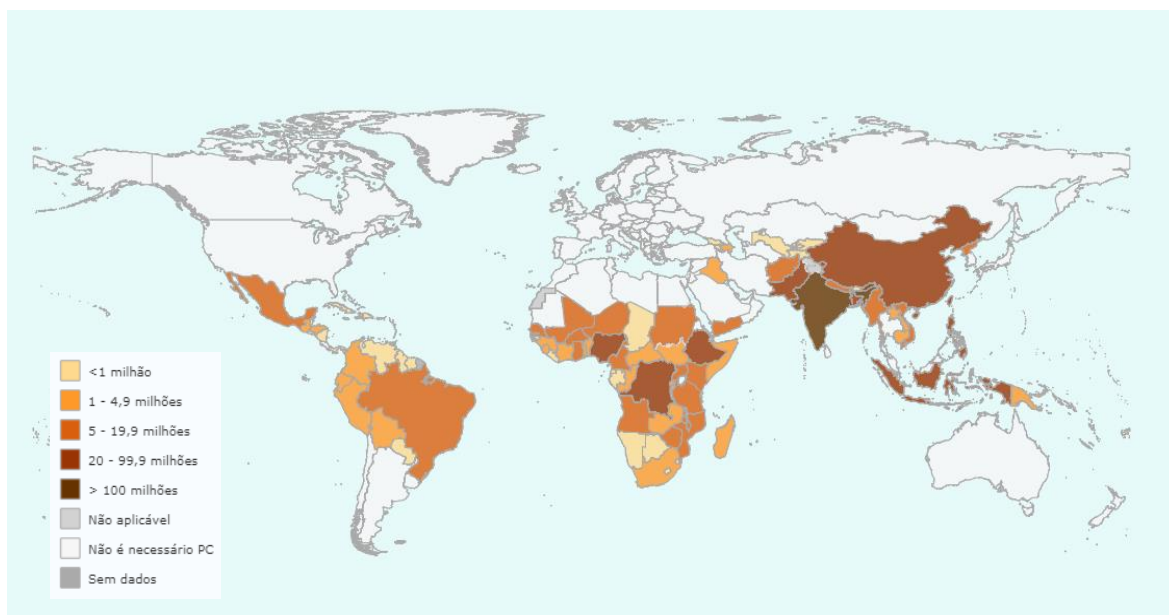 <1 milhão
1 - 4,9 milhões
5 - 19,9 milhões
20 - 99,9 milhões
> 100 milhões
Não aplicável
Não é necessário PC
Sem dados